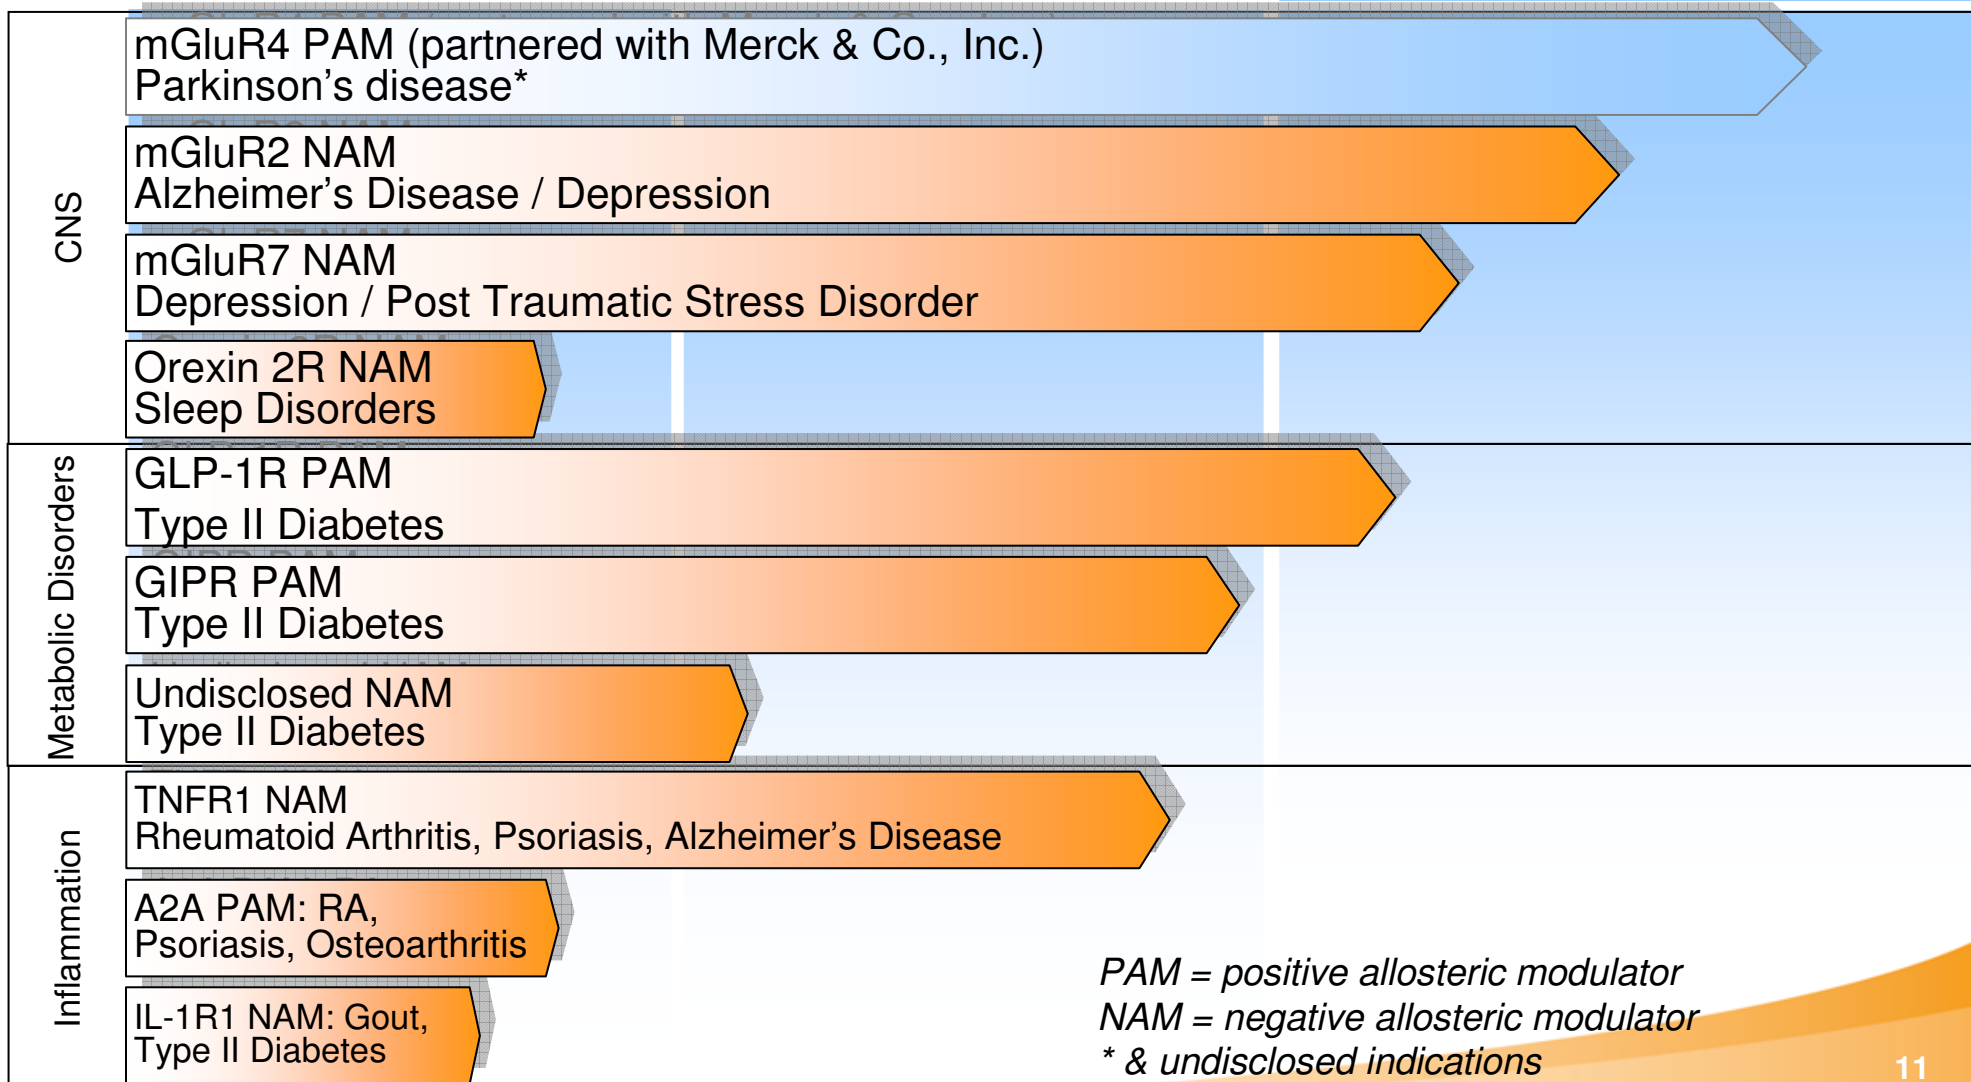 CNS
mGluR4 PAM (partnered with Merck & Co., Inc.)
Parkinson’s disease*
mGluR2 NAM
Alzheimer’s Disease / Depression
mGluR7 NAM
Depression / Post Traumatic Stress Disorder
Orexin 2R NAM
Sleep Disorders
Metabolic Disorders
GLP-1R PAM
Type II Diabetes
GIPR PAM
Type II Diabetes
Undisclosed NAM
Type II Diabetes
Inflammation
TNFR1 NAM
Rheumatoid Arthritis, Psoriasis, Alzheimer’s Disease
A2A PAM: RA,
Psoriasis, Osteoarthritis
IL-1R1 NAM: Gout,
Type II Diabetes
PAM = positive allosteric modulator
NAM = negative allosteric modulator
* & undisclosed indications
11